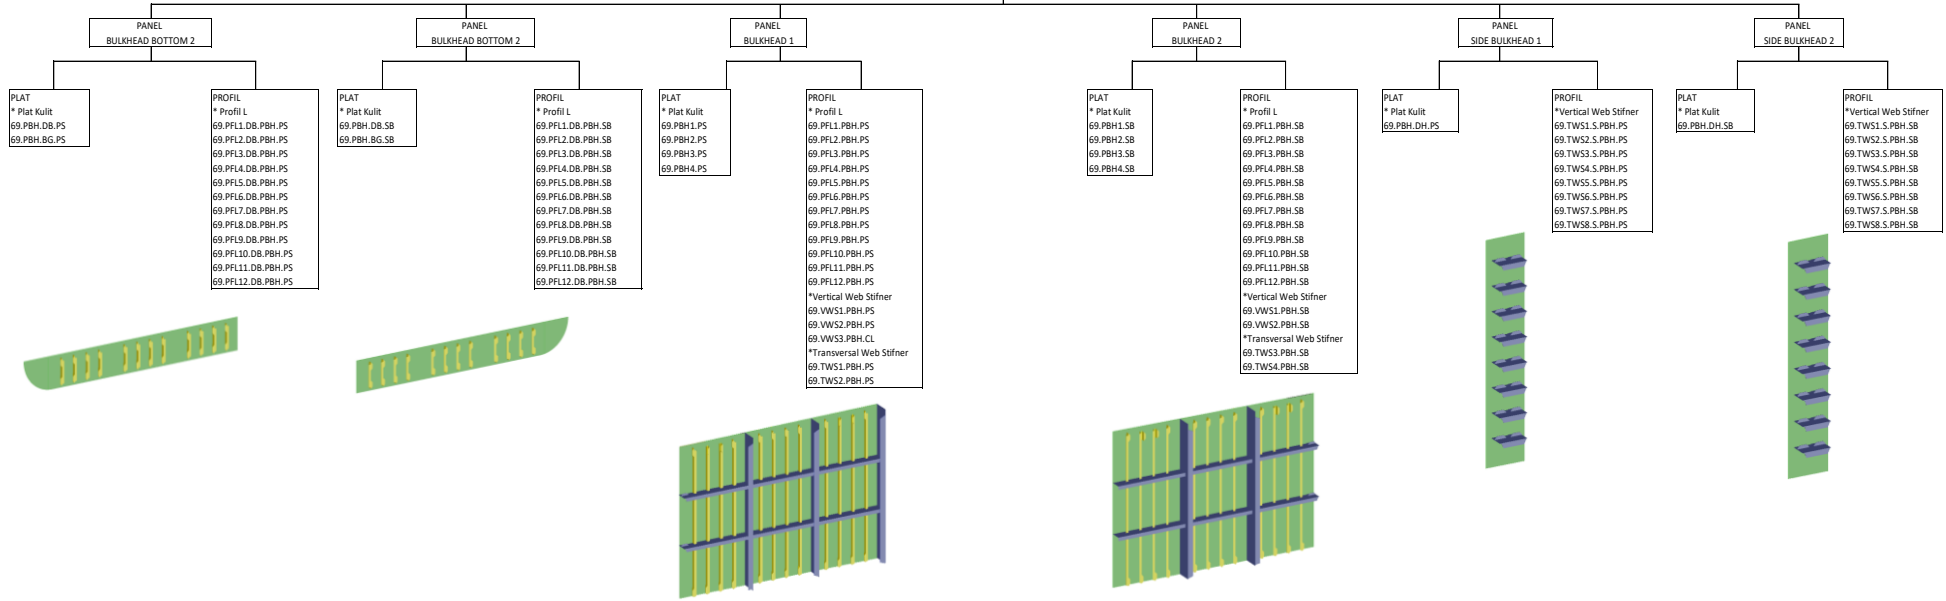 PANEL
BULKHEAD BOTTOM 2
PANEL
BULKHEAD BOTTOM 2
PANEL
BULKHEAD 1
PANEL
BULKHEAD 2
PANEL
SIDE BULKHEAD 1
PANEL
SIDE BULKHEAD 2
PLAT
* Plat Kulit
69.PBH.DB.PS
69.PBH.BG.PS
PROFIL
* Profil L
69.PFL1.DB.PBH.PS
69.PFL2.DB.PBH.PS
69.PFL3.DB.PBH.PS
69.PFL4.DB.PBH.PS
69.PFL5.DB.PBH.PS
69.PFL6.DB.PBH.PS
69.PFL7.DB.PBH.PS
69.PFL8.DB.PBH.PS
69.PFL9.DB.PBH.PS
69.PFL10.DB.PBH.PS
69.PFL11.DB.PBH.PS
69.PFL12.DB.PBH.PS
PLAT
* Plat Kulit
69.PBH.DB.SB
69.PBH.BG.SB
PROFIL
* Profil L
69.PFL1.DB.PBH.SB
69.PFL2.DB.PBH.SB
69.PFL3.DB.PBH.SB
69.PFL4.DB.PBH.SB
69.PFL5.DB.PBH.SB
69.PFL6.DB.PBH.SB
69.PFL7.DB.PBH.SB
69.PFL8.DB.PBH.SB
69.PFL9.DB.PBH.SB
69.PFL10.DB.PBH.SB
69.PFL11.DB.PBH.SB
69.PFL12.DB.PBH.SB
PLAT
* Plat Kulit
69.PBH1.PS
69.PBH2.PS
69.PBH3.PS
69.PBH4.PS
PROFIL
* Profil L
69.PFL1.PBH.PS
69.PFL2.PBH.PS
69.PFL3.PBH.PS
69.PFL4.PBH.PS
69.PFL5.PBH.PS
69.PFL6.PBH.PS
69.PFL7.PBH.PS
69.PFL8.PBH.PS
69.PFL9.PBH.PS
69.PFL10.PBH.PS
69.PFL11.PBH.PS
69.PFL12.PBH.PS
*Vertical Web Stifner
69.VWS1.PBH.PS
69.VWS2.PBH.PS
69.VWS3.PBH.CL
*Transversal Web Stifner
69.TWS1.PBH.PS
69.TWS2.PBH.PS
PLAT
* Plat Kulit
69.PBH1.SB
69.PBH2.SB
69.PBH3.SB
69.PBH4.SB
PROFIL
* Profil L
69.PFL1.PBH.SB
69.PFL2.PBH.SB
69.PFL3.PBH.SB
69.PFL4.PBH.SB
69.PFL5.PBH.SB
69.PFL6.PBH.SB
69.PFL7.PBH.SB
69.PFL8.PBH.SB
69.PFL9.PBH.SB
69.PFL10.PBH.SB
69.PFL11.PBH.SB
69.PFL12.PBH.SB
*Vertical Web Stifner
69.VWS1.PBH.SB
69.VWS2.PBH.SB
*Transversal Web Stifner
69.TWS3.PBH.SB
69.TWS4.PBH.SB
PLAT
* Plat Kulit
69.PBH.DH.PS
PROFIL
*Vertical Web Stifner
69.TWS1.S.PBH.PS
69.TWS2.S.PBH.PS
69.TWS3.S.PBH.PS
69.TWS4.S.PBH.PS
69.TWS5.S.PBH.PS
69.TWS6.S.PBH.PS
69.TWS7.S.PBH.PS
69.TWS8.S.PBH.PS
PLAT
* Plat Kulit
69.PBH.DH.SB
PROFIL
*Vertical Web Stifner
69.TWS1.S.PBH.SB
69.TWS2.S.PBH.SB
69.TWS3.S.PBH.SB
69.TWS4.S.PBH.SB
69.TWS5.S.PBH.SB
69.TWS6.S.PBH.SB
69.TWS7.S.PBH.SB
69.TWS8.S.PBH.SB